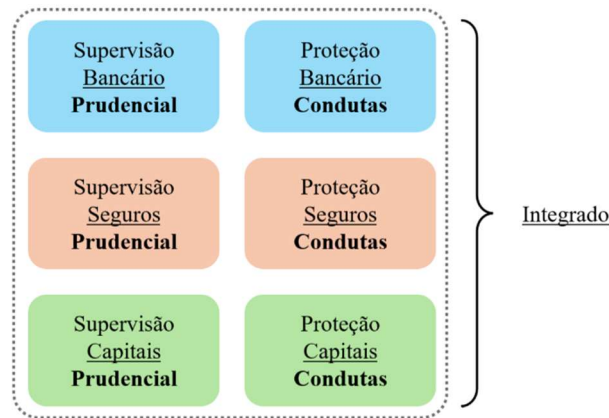 Supervisão
Bancário
Prudencial
Proteção
Bancário
Condutas
Supervisão
Seguros
Prudencial
Proteção
Seguros
Condutas
Integrado
Supervisão
Capitais
Prudencial
Proteção
Capitais
Condutas